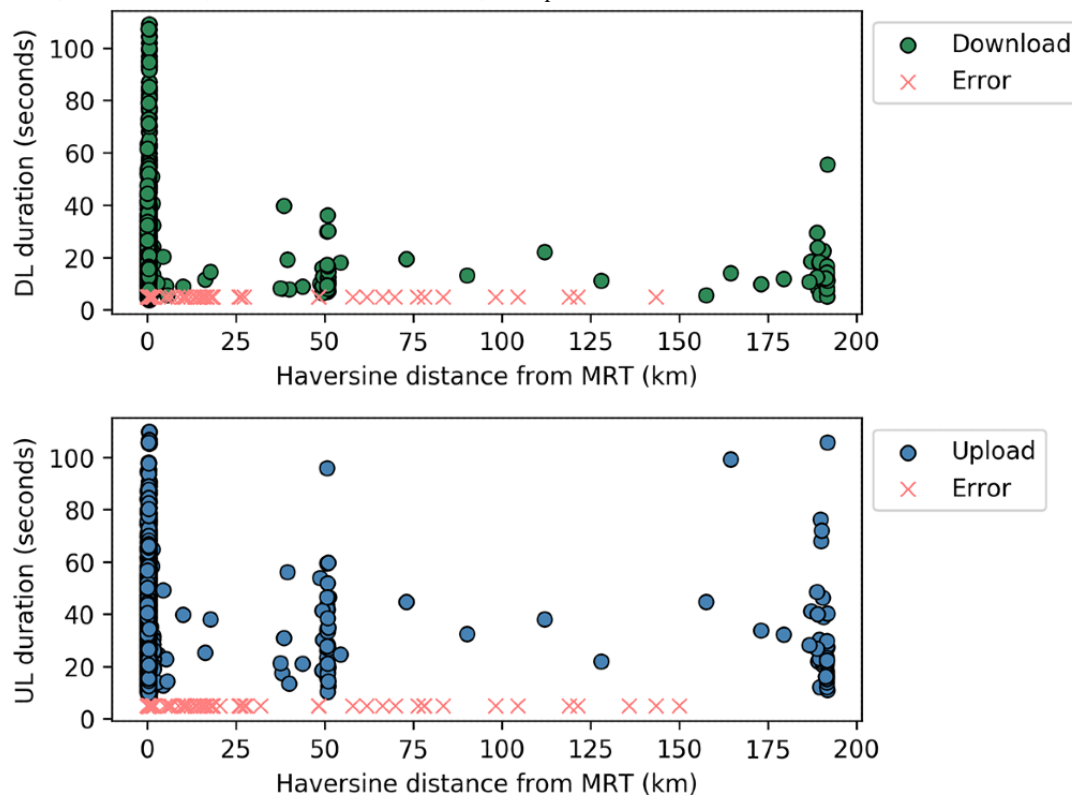 100
80
60
40
20
0
DL duration (seconds)
0 25 50 75 100 125 150 175 200
Haversine distance from MRT (km)
Download
Error
100
80
60
40
20
0
UL duration (seconds)
0 25 50 75 100 125 150 175 200
Haversine distance from MRT (km)
Upload
Error